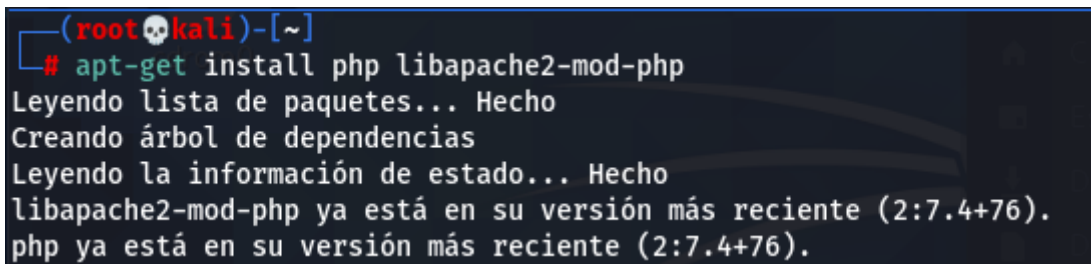 ┌──(root💀kali)-[~]
└─# apt-get install php libapache2-mod-php
Leyendo lista de paquetes... Hecho
Creando árbol de dependencias
Leyendo la información de estado... Hecho
libapache2-mod-php ya está en su versión más reciente (2:7.4+76).
php ya está en su versión más reciente (2:7.4+76).